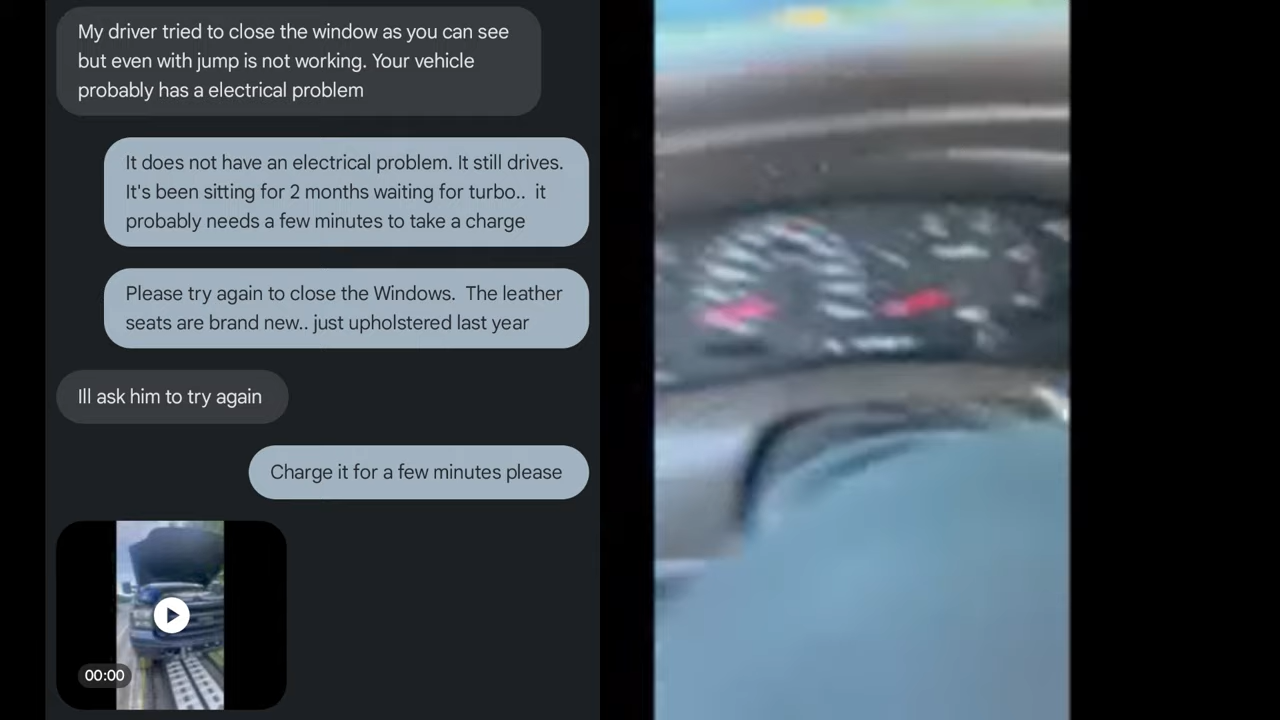 My driver tried to close the window as you can see
but even with jump is not working. Your vehicle
probably has a electrical problem
It does not have an electrical problem. It still drives.
It's been sitting for 2 months waiting for turbo..  it
probably needs a few minutes to take a charge
Please try again to close the Windows.  The leather
seats are brand new.. just upholstered last year
Ill ask him to try again
Charge it for a few minutes please
00:00